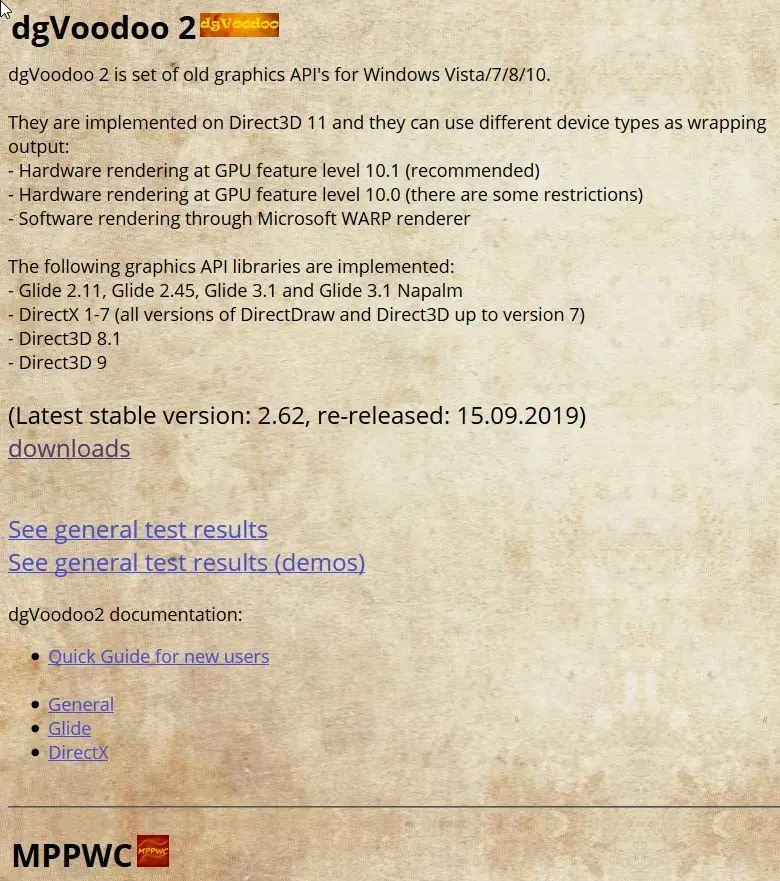 dgVoodoo 2 dgVoodoo
dgVoodoo 2 is set of old graphics API's for Windows Vista/7/8/10.
They are implemented on Direct3D 11 and they can use different device types as wrapping
output:
- Hardware rendering at GPU feature level 10.1 (recommended)
- Hardware rendering at GPU feature level 10.0 (there are some restrictions)
- Software rendering through Microsoft WARP renderer
The following graphics API libraries are implemented:
- Glide 2.11, Glide 2.45, Glide 3.1 and Glide 3.1 Napalm
- DirectX 1-7 (all versions of DirectDraw and Direct3D up to version 7)
- Direct3D 8.1
- Direct3D 9
(Latest stable version: 2.62, re-released: 15.09.2019)
downloads
See general test results
See general test results (demos)
dgVoodoo2 documentation:
• Quick Guide for new users
• General
• Glide
• DirectX
MPPWC MPPWC